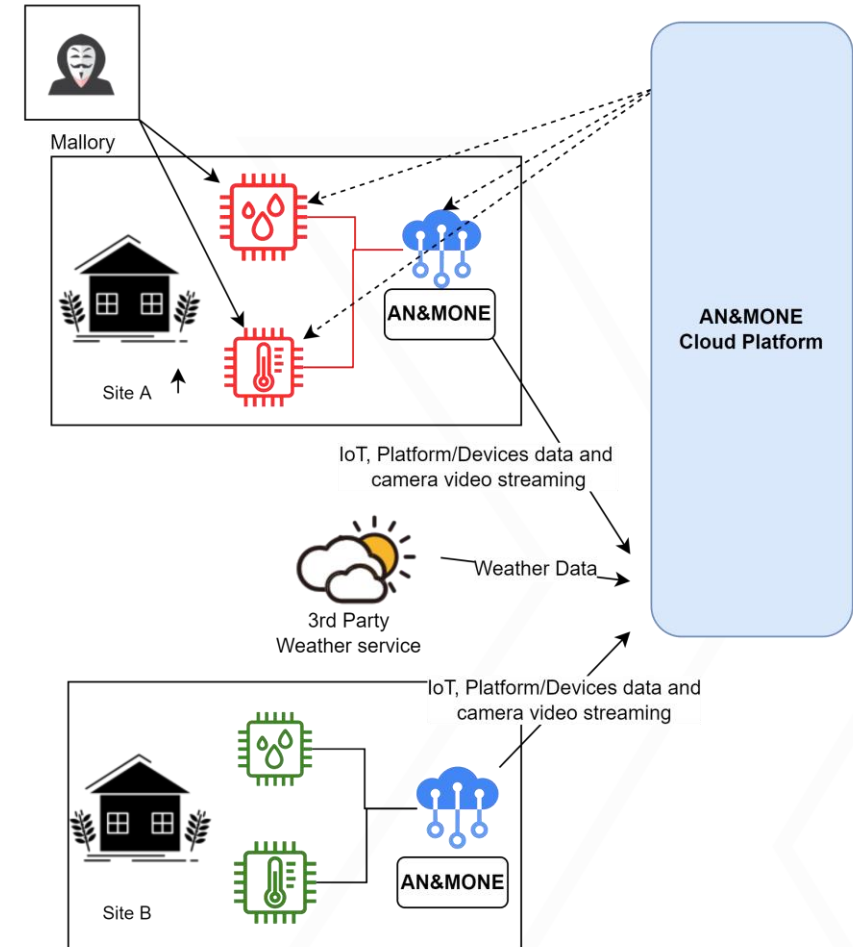 Mallory
AN&MONE
Site A
AN&MONE
Cloud Platform
IoT, Platform/Devices data and
camera video streaming
Weather Data
3rd Party
Weather service
IoT, Platform/Devices data and
camera video streaming
AN&MONE
Site B